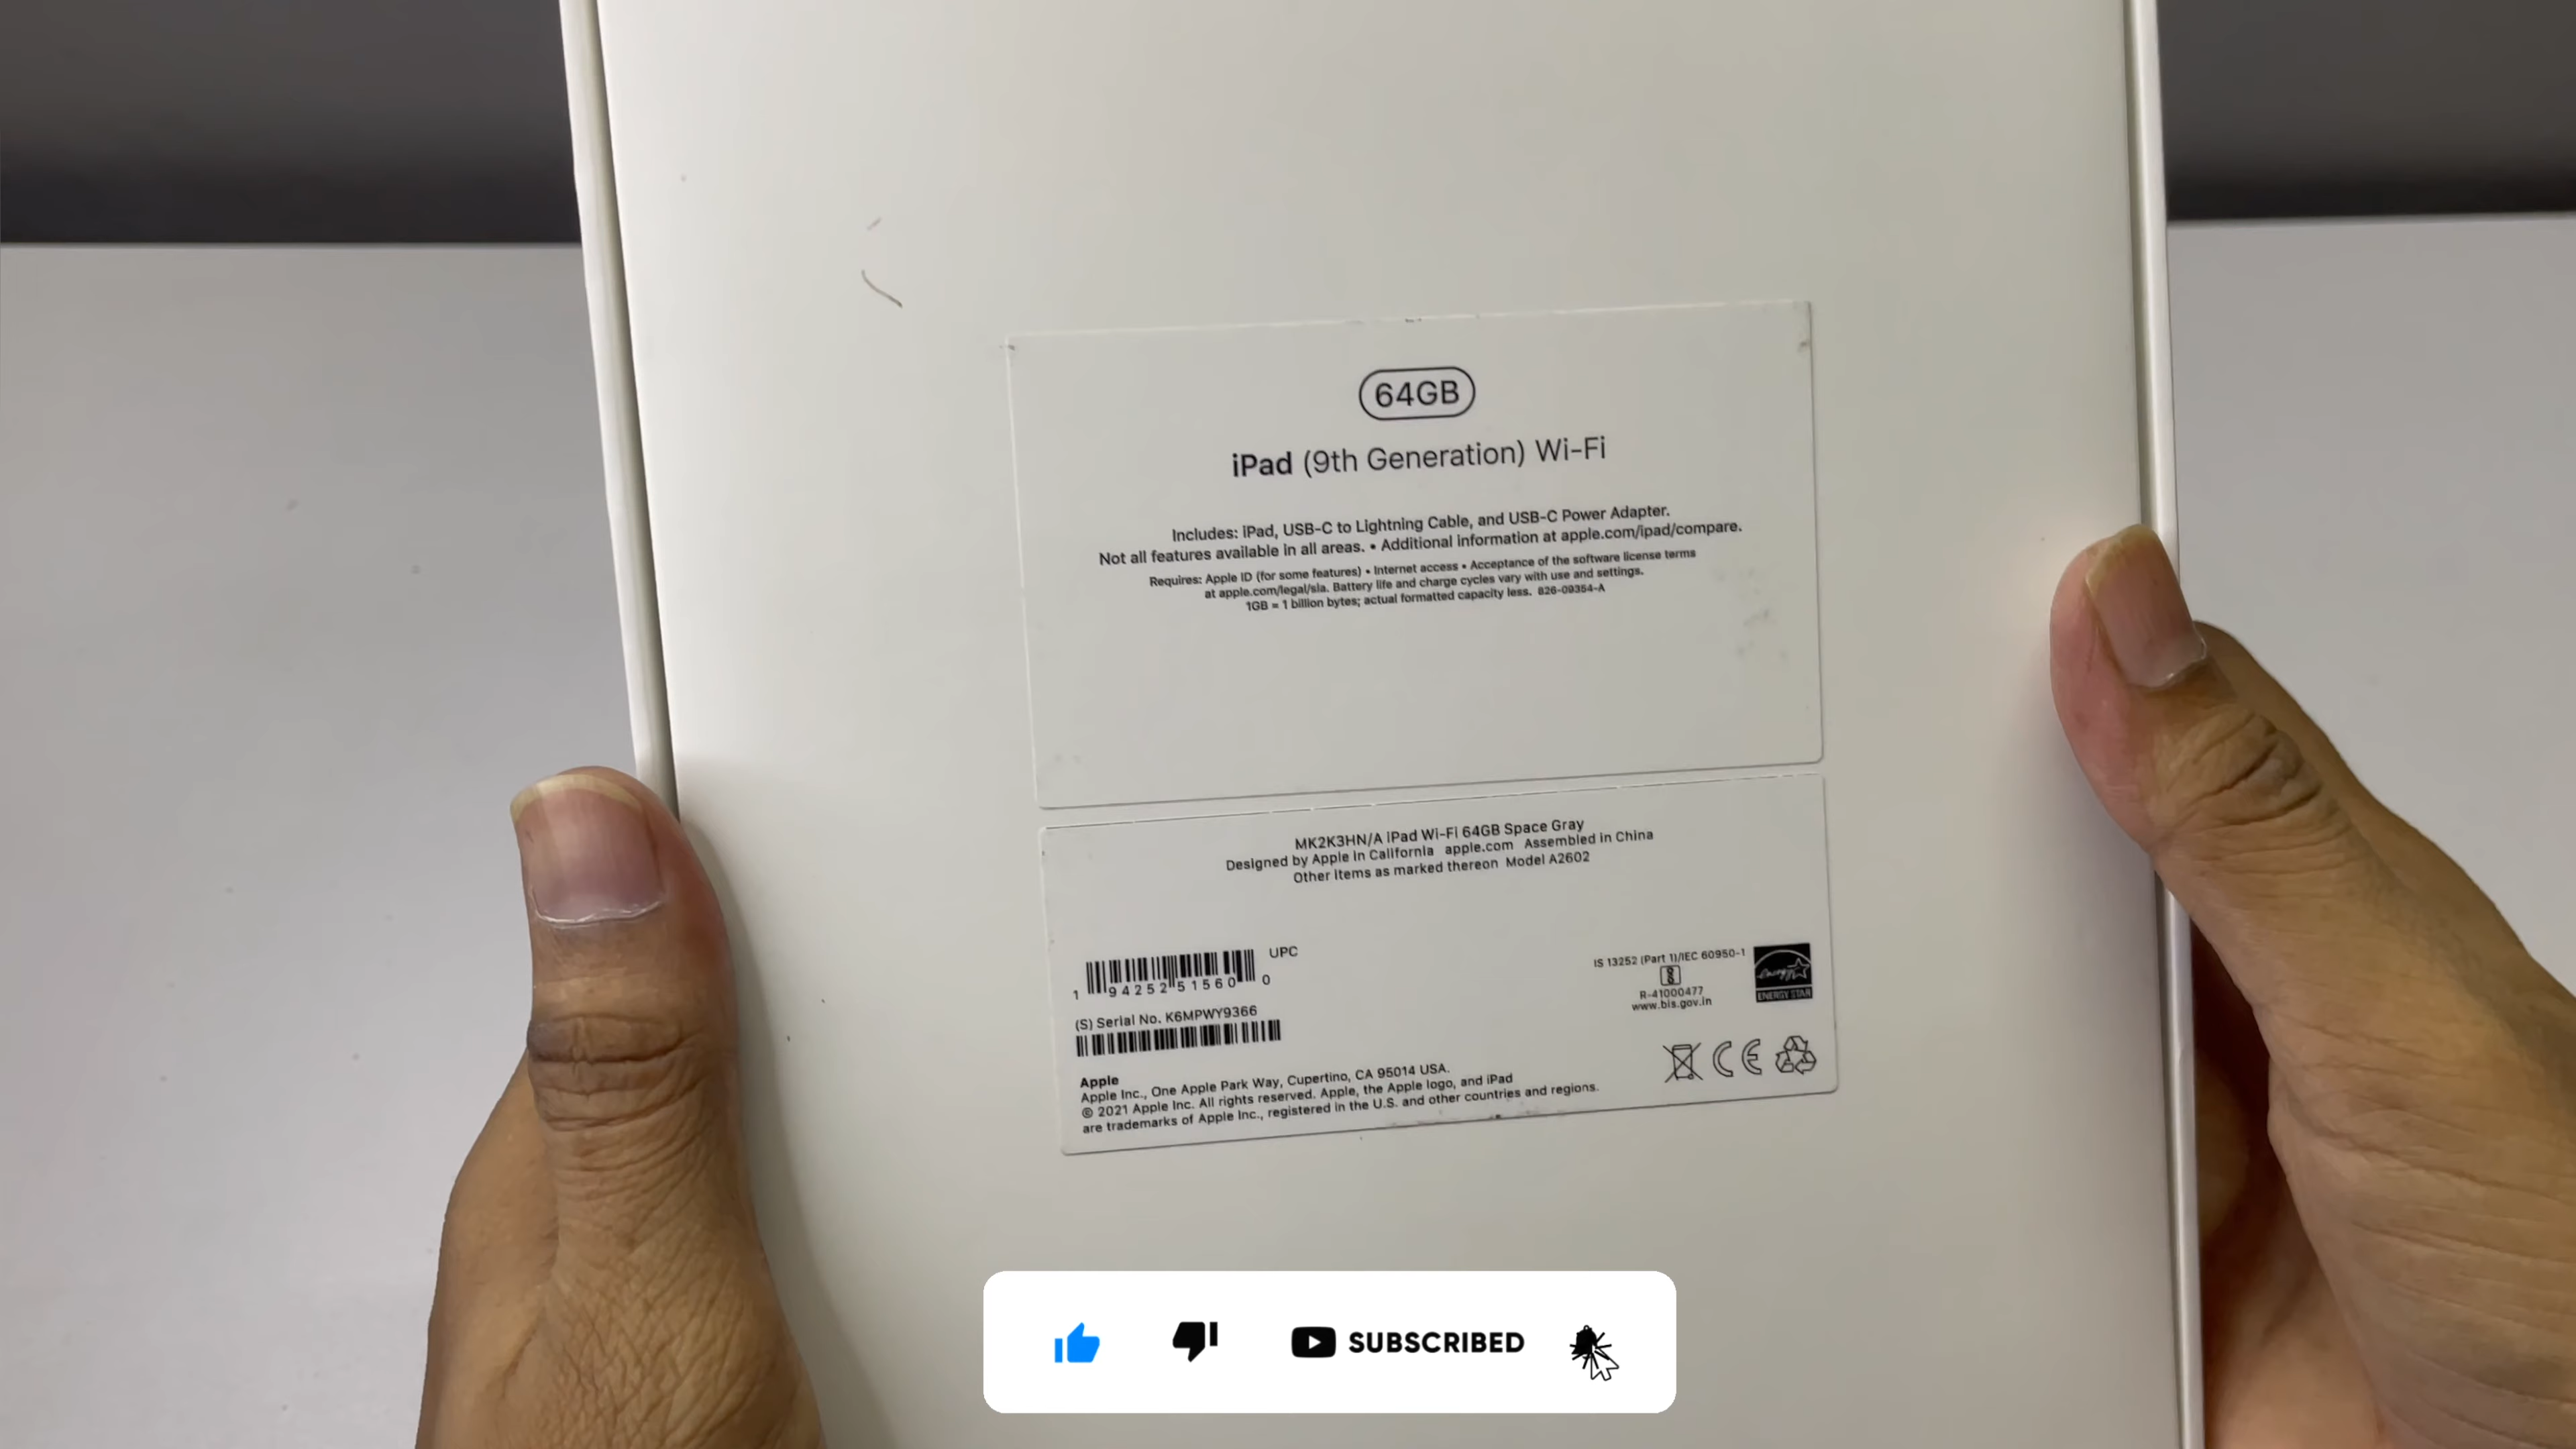 64GB
iPad (9th Generation) Wi-Fi
Includes: iPad, USB-C to Lightning Cable, and USB-C Power Adapter.
Not all features available in all areas. • Additional information at apple.com/ipad/compare.
Requires: Apple ID (for some features) • Internet access • Acceptance of the software license terms
at apple.com/legal/sla. Battery life and charge cycles vary with use and settings.
1GB = 1 billion bytes; actual formatted capacity less. 826-09354-A
MK2K3HN/A iPad Wi-Fi 64GB Space Gray
Designed by Apple in California apple.com Assembled in China
Other Items as marked thereon Model A2602
UPC
1 94252 51560 0
(S) Serial No. K6MPWY9366
IS 13252 (Part 1)/IEC 60950-1
R-41000477
www.bis.gov.in
energy
ENERGY STAR
CE
Apple
Apple Inc., One Apple Park Way, Cupertino, CA 95014 USA.
© 2021 Apple Inc. All rights reserved. Apple, the Apple logo, and iPad
are trademarks of Apple Inc., registered in the U.S. and other countries and regions.
SUBSCRIBED